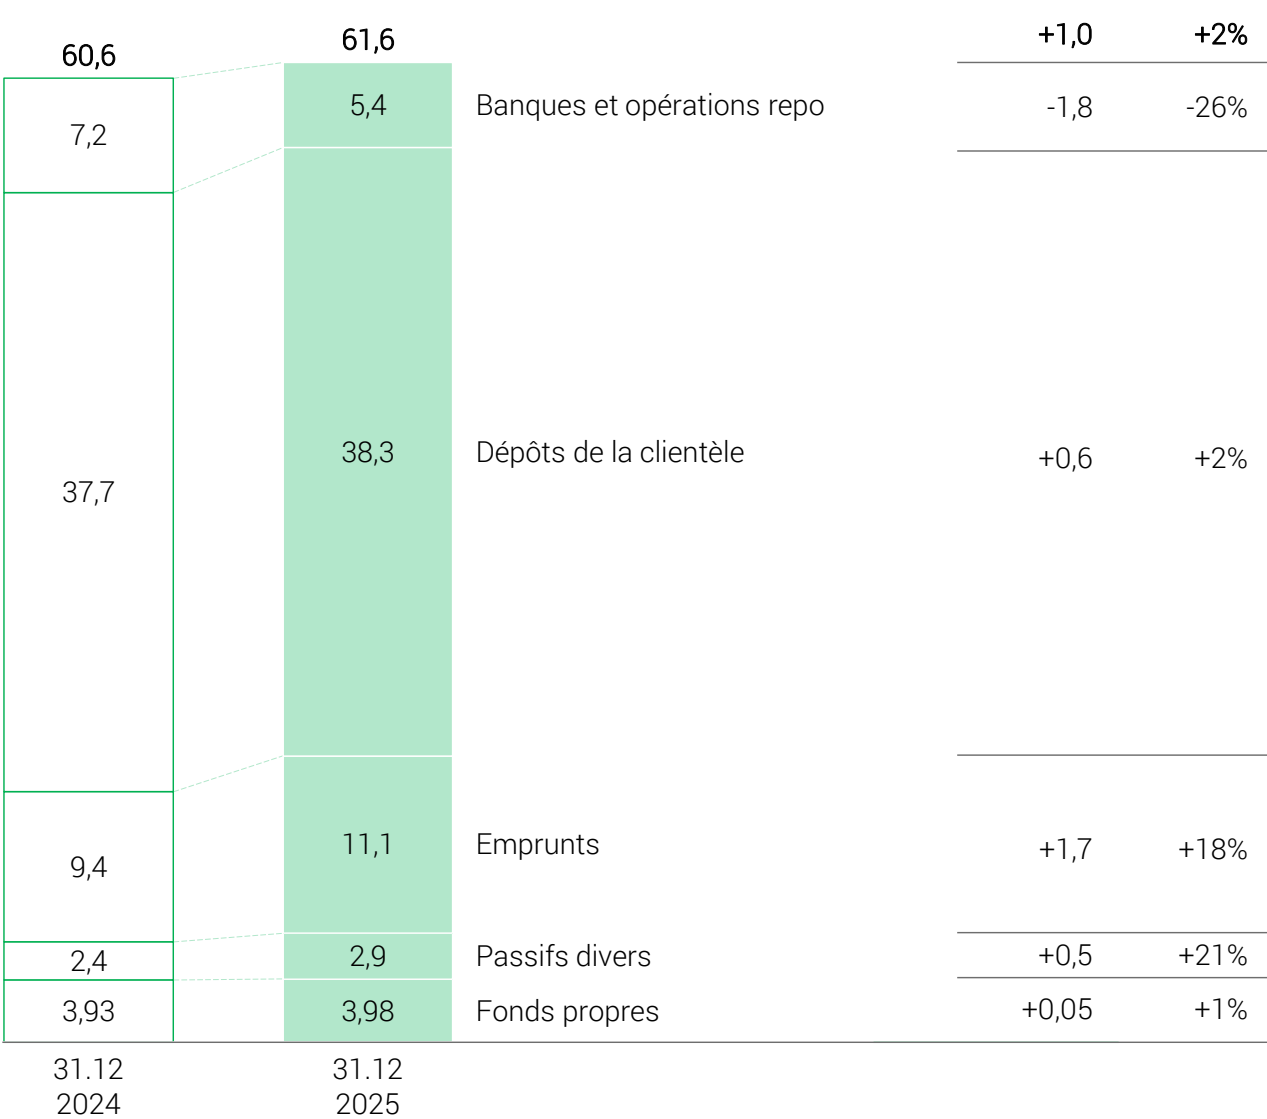 60,6 61,6 +1,0 +2%
7,2 5,4 Banques et opérations repo -1,8 -26%
37,7 38,3 Dépôts de la clientèle +0,6 +2%
9,4 11,1 Emprunts +1,7 +18%
2,4 2,9 Passifs divers +0,5 +21%
3,93 3,98 Fonds propres +0,05 +1%
31.12 31.12
2024 2025